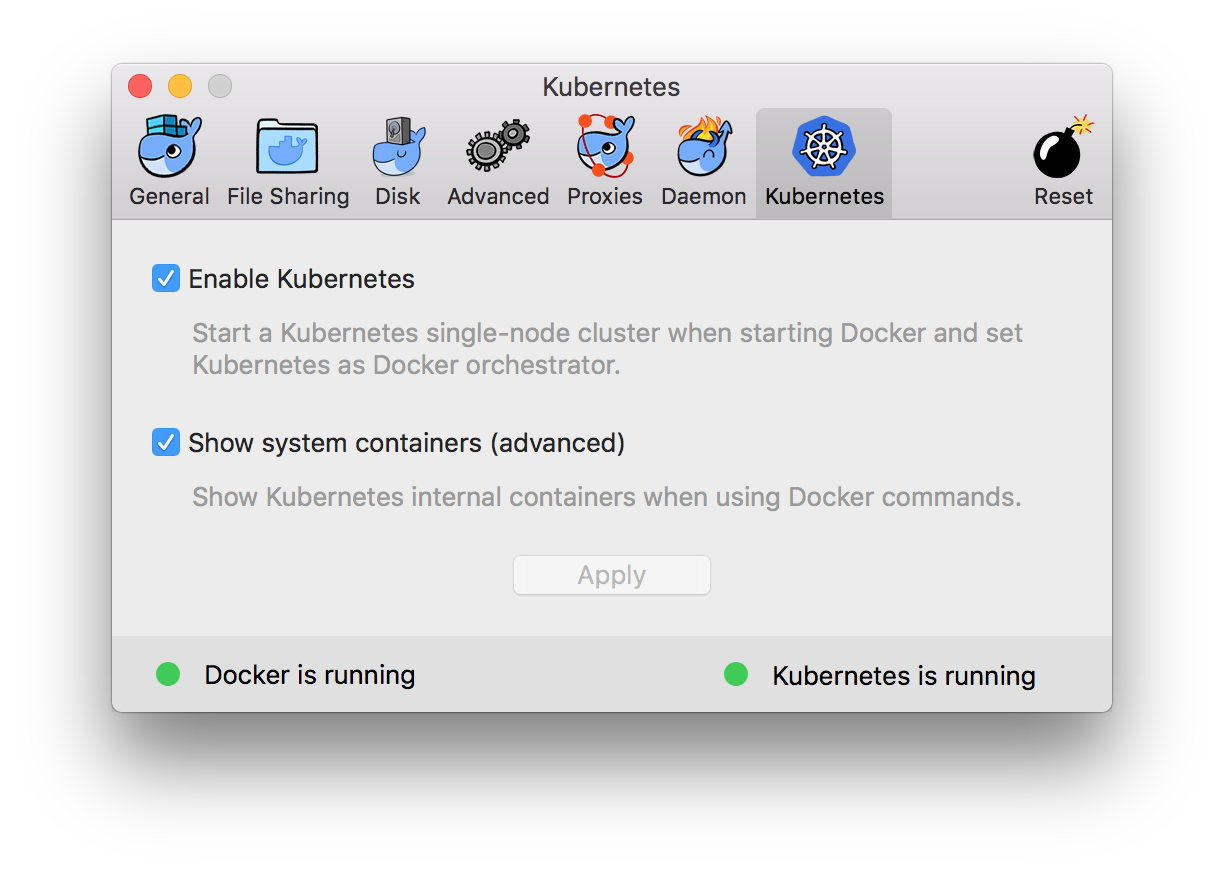 Kubernetes
General File Sharing Disk Advanced Proxies Daemon Kubernetes Reset
Enable Kubernetes
Start a Kubernetes single-node cluster when starting Docker and set
Kubernetes as Docker orchestrator.
Show system containers (advanced)
Show Kubernetes internal containers when using Docker commands.
Apply
Docker is running Kubernetes is running